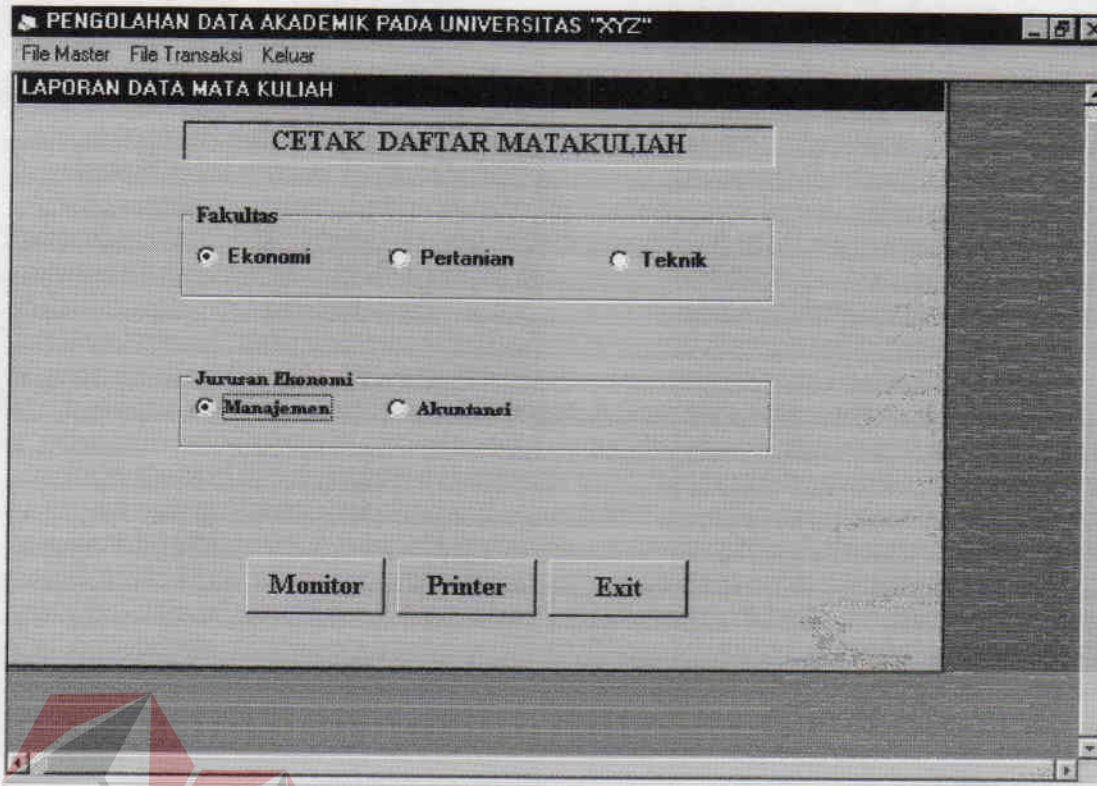 PENGOLAHAN DATA AKADEMIK PADA UNIVERSITAS "XYZ"
File Master File Transaksi Keluar
LAPORAN DATA MATA KULIAH
CETAK DAFTAR MATAKULIAH
Fakultas
Ekonomi Pertanian Teknik
Jurusan Ekonomi
Manajemen Akuntansi
Monitor Printer Exit